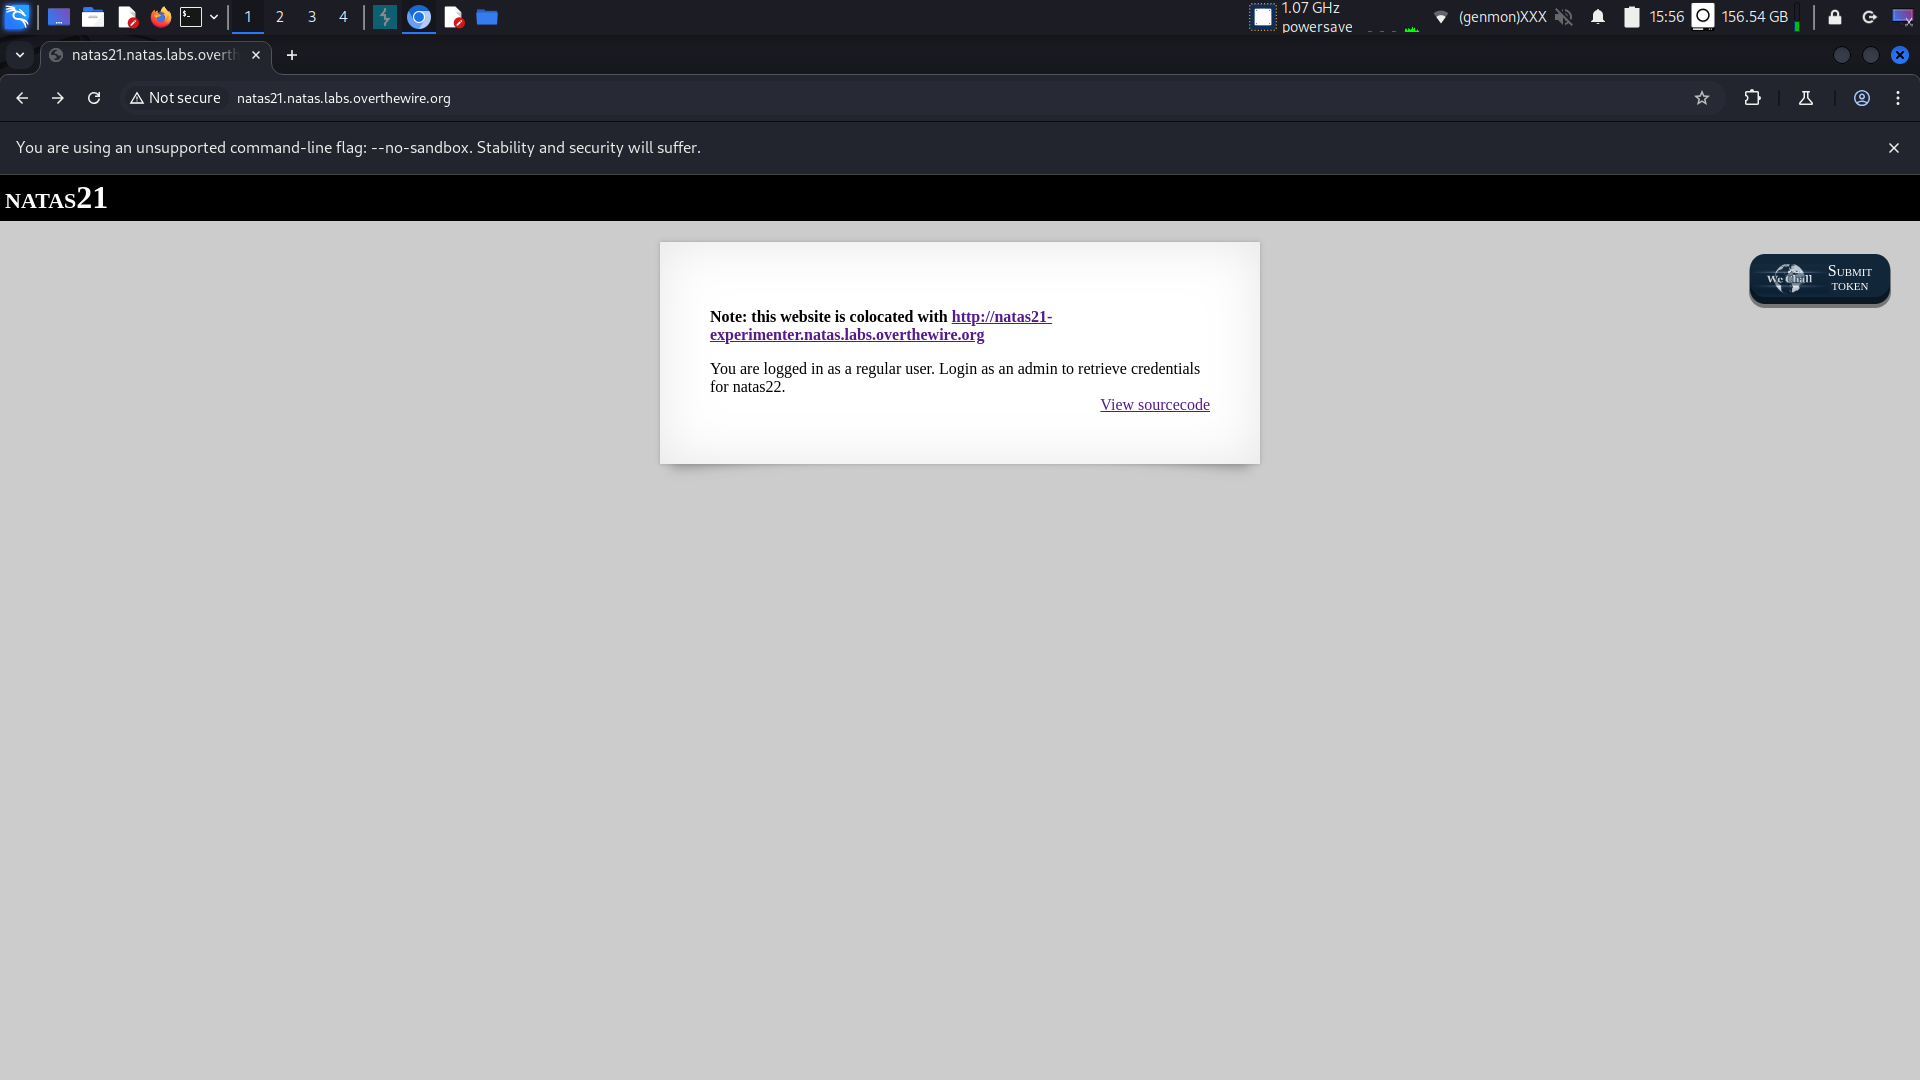 1 2 3 4 1.07 GHz powersave (genmon)XXX 15:56 156.54 GB
natas21.natas.labs.overth
Not secure natas21.natas.labs.overthewire.org
You are using an unsupported command-line flag: --no-sandbox. Stability and security will suffer.
NATAS21
We Chall SUBMIT TOKEN
Note: this website is colocated with http://natas21-
experimenter.natas.labs.overthewire.org
You are logged in as a regular user. Login as an admin to retrieve credentials
for natas22.
View sourcecode